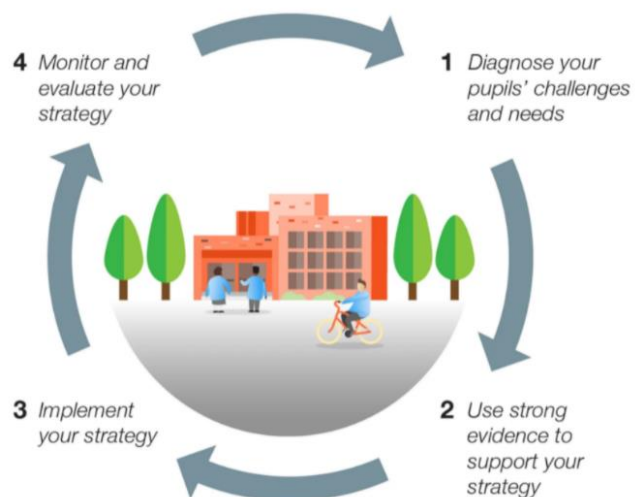 1 Diagnose your
pupils' challenges
and needs
2 Use strong
evidence to
support your
strategy
3 Implement
your strategy
4 Monitor and
evaluate your
strategy